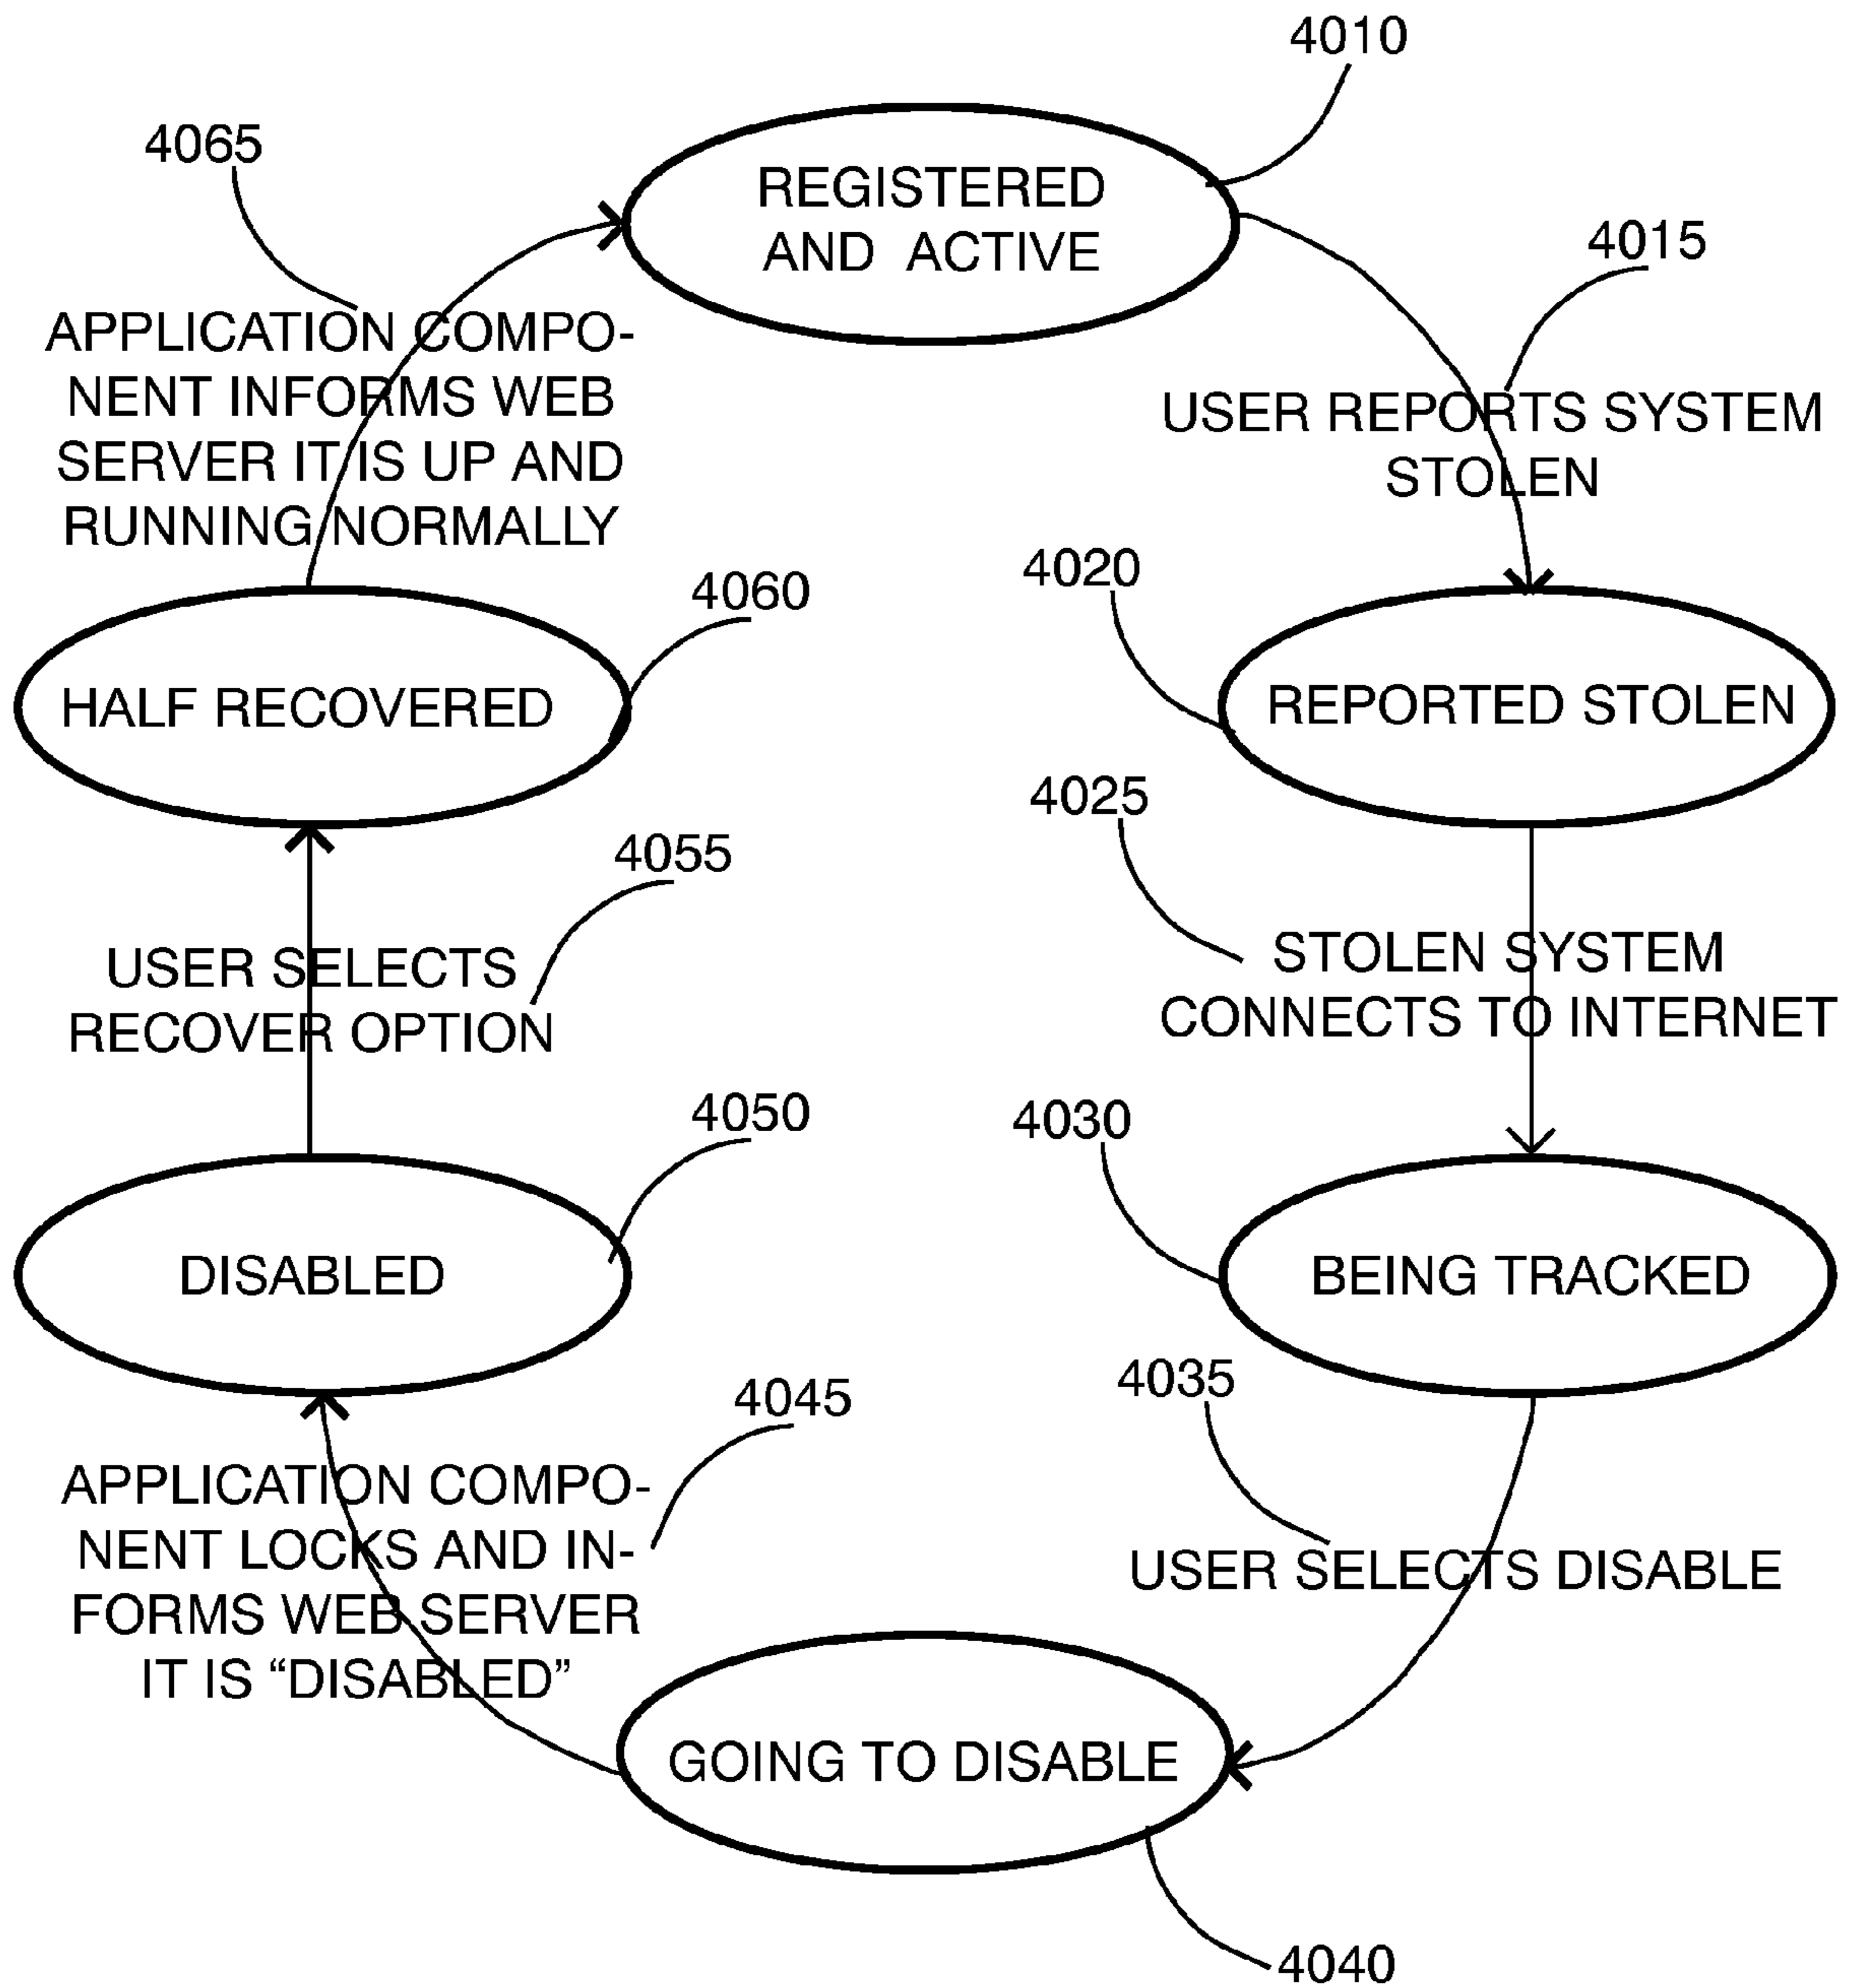 4010
4065
REGISTERED
AND ACTIVE
4015
APPLICATION COMPO-
NENT INFORMS WEB
SERVER IT IS UP AND
RUNNING NORMALLY
USER REPORTS SYSTEM
STOLEN
4020
4060
HALF RECOVERED
REPORTED STOLEN
4025
4055
USER SELECTS
RECOVER OPTION
STOLEN SYSTEM
CONNECTS TO INTERNET
4050
4030
DISABLED
BEING TRACKED
4035
4045
APPLICATION COMPO-
NENT LOCKS AND IN-
FORMS WEB SERVER
IT IS “DISABLED”
USER SELECTS DISABLE
GOING TO DISABLE
4040